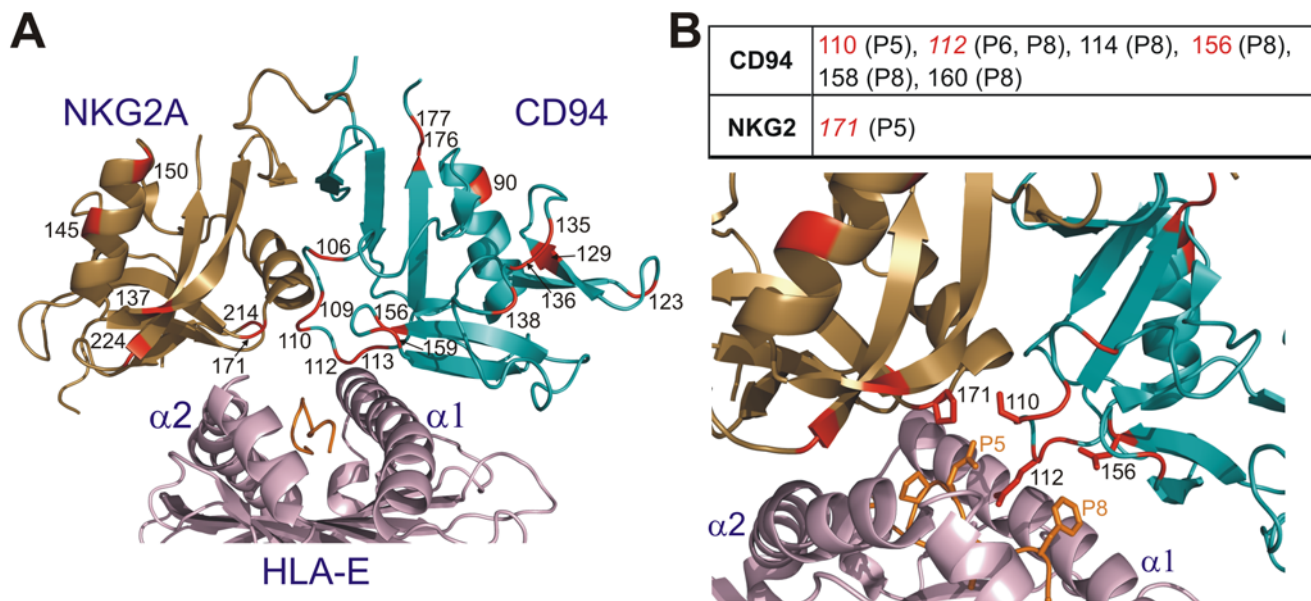 A
NKG2A
CD94
177
176
150
90
145
135
106
129
137
136
123
214
109
156
138
224
110
159
171
112
113
α2
α1
HLA-E
B
CD94
110 (P5), 112 (P6, P8), 114 (P8), 156 (P8),
158 (P8), 160 (P8)
NKG2
171 (P5)
171
110
P5
112
156
P8
α2
α1